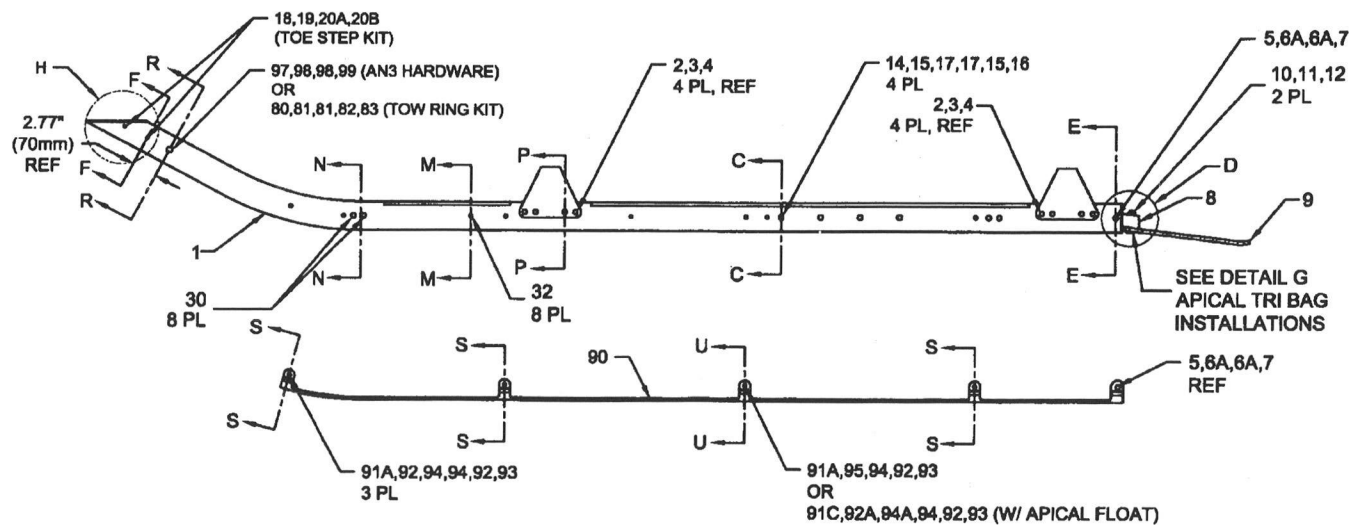 18,19,20A,20B
(TOE STEP KIT)
H
R
F
97,98,98,99 (AN3 HARDWARE)
OR
80,81,81,82,83 (TOW RING KIT)
2.77"
(70mm)
REF
F
R
2,3,4
4 PL, REF
14,15,17,17,15,16
4 PL
2,3,4
4 PL, REF
5,6A,6A,7
10,11,12
2 PL
N
M
P
C
E
D
8
9
1
N
M
P
C
E
30
8 PL
32
8 PL
SEE DETAIL G
APICAL TRI BAG
INSTALLATIONS
S
S
90
U
S
5,6A,6A,7
REF
S
S
U
S
91A,92,94,94,92,93
3 PL
91A,95,94,92,93
OR
91C,92A,94A,94,92,93 (W/ APICAL FLOAT)